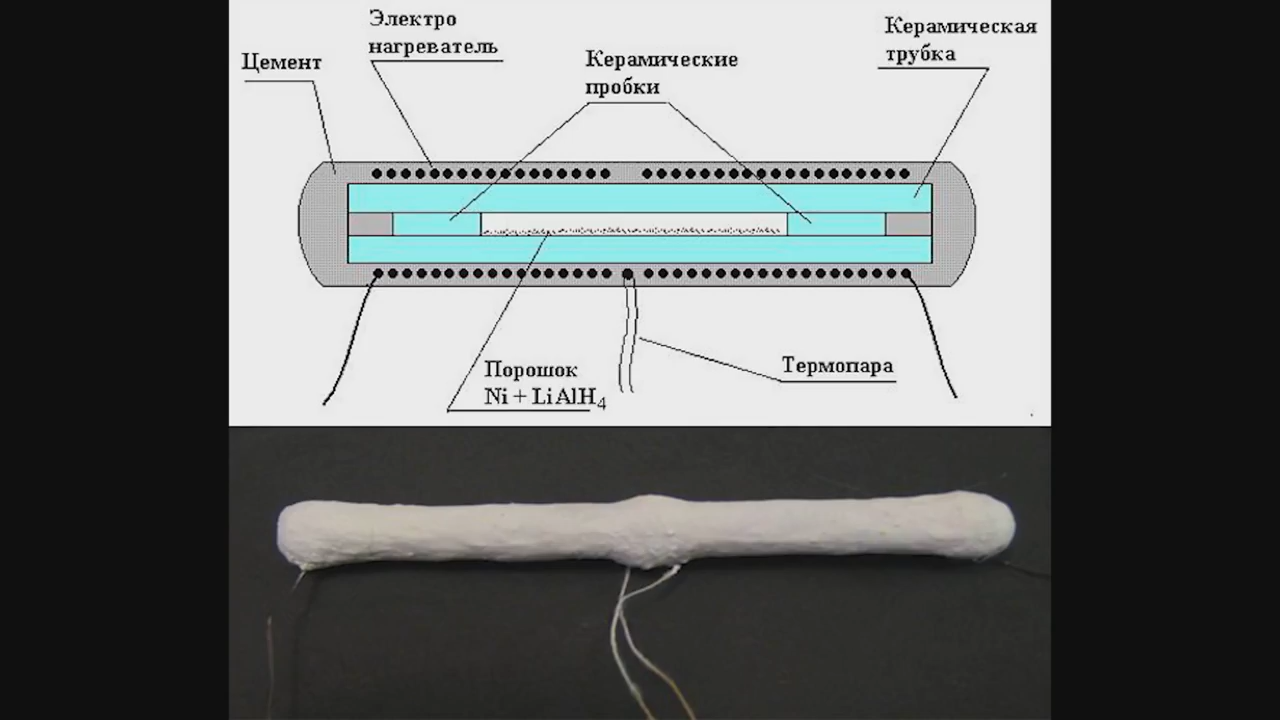 Электро
нагреватель
Цемент
Керамические
пробки
Керамическая
трубка
Порошок
Ni + LiAlH4
Термопара